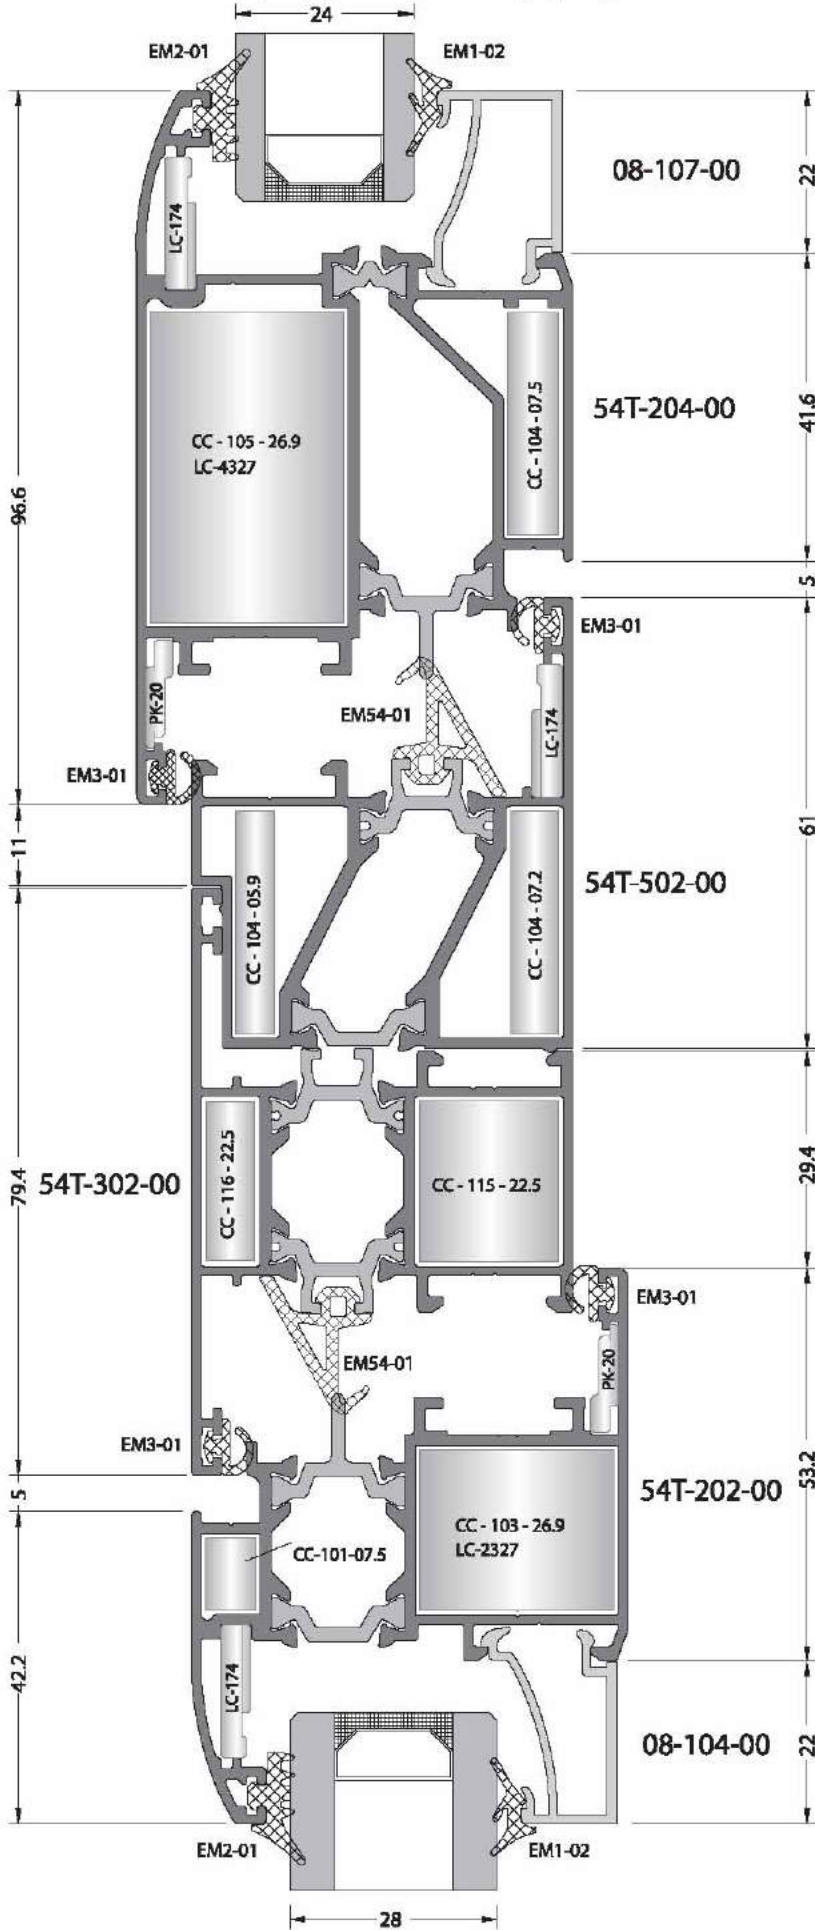 24
EM2-01
EM1-02
08-107-00
22
LC-174
CC - 105 - 26.9
LC-4327
CC - 104 - 07.5
54T-204-00
41.6
96.6
5
EM3-01
PK-20
EM54-01
LC-174
EM3-01
11
61
CC - 104 - 05.9
CC - 104 - 07.2
54T-502-00
79.4
54T-302-00
CC - 116 - 22.5
CC - 115 - 22.5
29.4
EM3-01
EM54-01
PK-20
EM3-01
5
CC - 103 - 26.9
LC-2327
54T-202-00
53.2
CC-101-07.5
42.2
LC-174
08-104-00
22
EM2-01
EM1-02
28